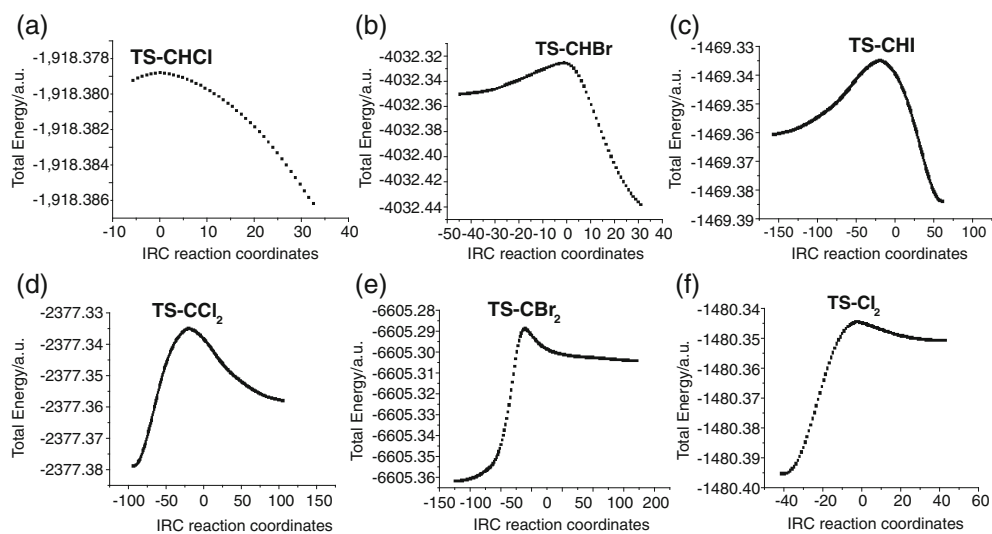 (a)
TS-CHCl
Total Energy/a.u.
-1,918.378
-1,918.380
-1,918.382
-1,918.384
-1,918.386
-10 0 10 20 30 40
IRC reaction coordinates
(b)
TS-CHBr
Total Energy/a.u.
-4032.32
-4032.34
-4032.36
-4032.38
-4032.40
-4032.42
-4032.44
-50 -40 -30 -20 -10 0 10 20 30 40
IRC reaction coordinates
(c)
TS-CHI
Total Energy/a.u.
-1469.33
-1469.34
-1469.35
-1469.36
-1469.37
-1469.38
-1469.39
-150 -100 -50 0 50 100
IRC reaction coordinates
(d)
TS-CCl2
Total Energy/a.u.
-2377.33
-2377.34
-2377.35
-2377.36
-2377.37
-2377.38
-100 -50 0 50 100 150
IRC reaction coordinates
(e)
TS-CBr2
Total Energy/a.u.
-6605.28
-6605.29
-6605.30
-6605.31
-6605.32
-6605.33
-6605.34
-6605.35
-6605.36
-150 -100 -50 0 50 100 150 200
IRC reaction coordinates
(f)
TS-CI2
Total Energy/a.u.
-1480.33
-1480.34
-1480.35
-1480.36
-1480.37
-1480.38
-1480.39
-1480.40
-40 -20 0 20 40 60
IRC reaction coordinates